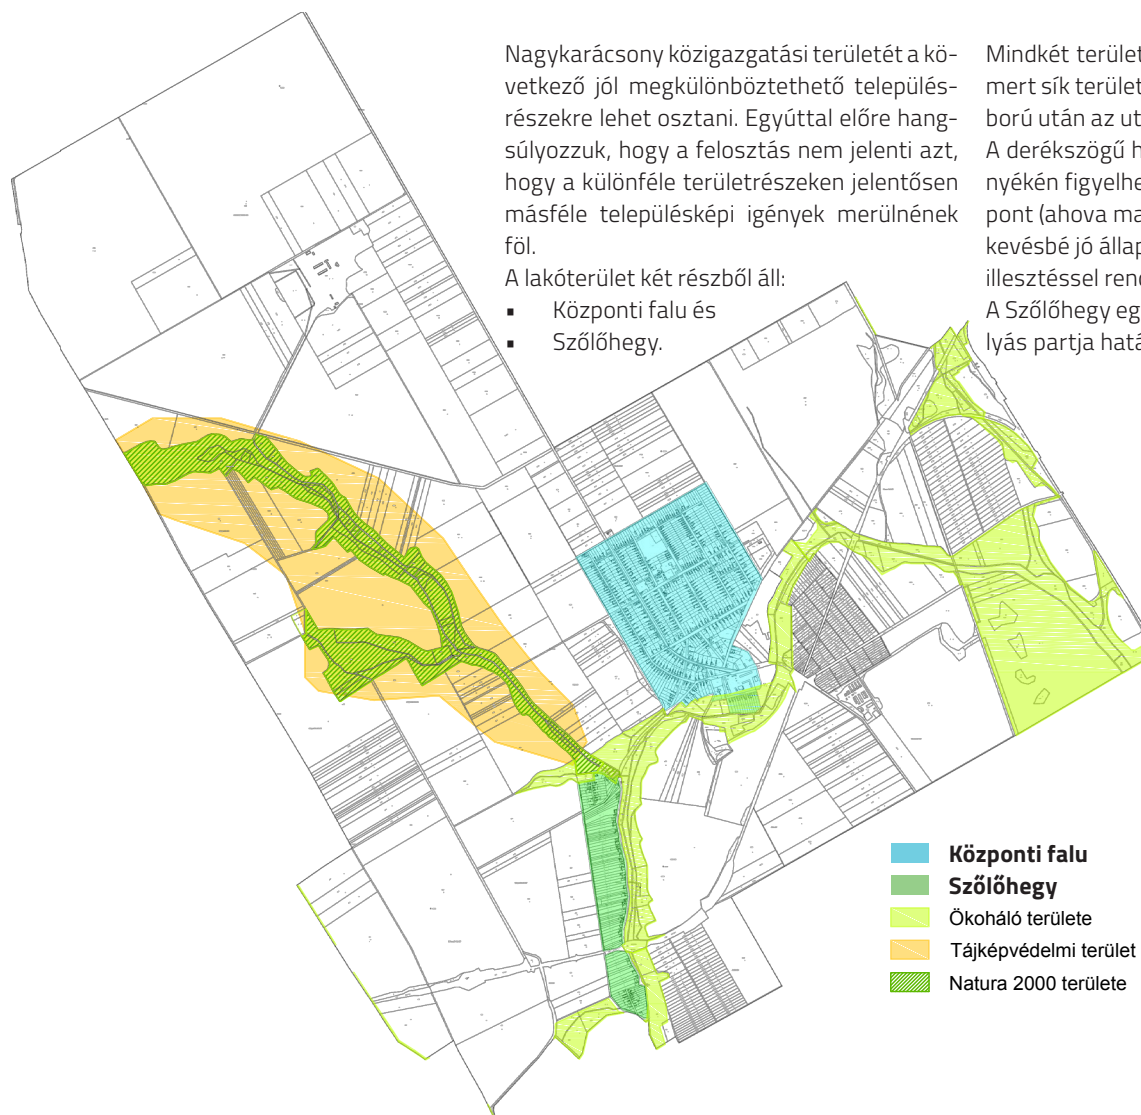 Nagykarácsony közigazgatási területét a kö-
vetkező jól megkülönböztethető település-
részekre lehet osztani. Egyúttal előre hang-
súlyozzuk, hogy a felosztás nem jelenti azt,
hogy a különféle területrészeken jelentősen
másféle településképi igények merülnének
föl.
A lakóterület két részből áll:
▪ Központi falu és
▪ Szőlőhegy.
Mindkét terület
mert sík terület
ború után az ut
A derékszögű h
nyékén figyelhe
pont (ahova ma
kevésbé jó állap
illesztéssel rend
A Szőlőhegy eg
lyás partja hatá
Központi falu
Szőlőhegy
Ökoháló területe
Tájképvédelmi terület
Natura 2000 területe